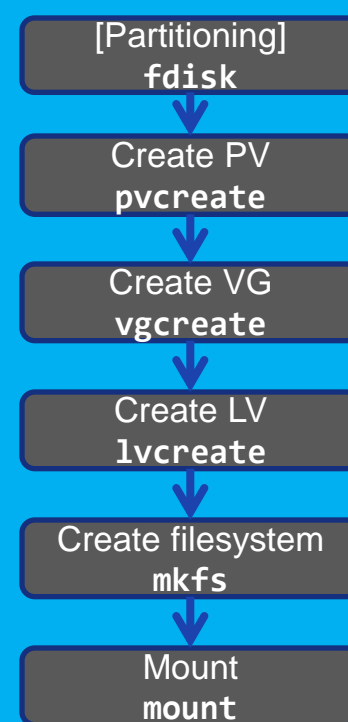 [Partitioning]
fdisk
Create PV
pvcreate
Create VG
vgcreate
Create LV
lvcreate
Create filesystem
mkfs
Mount
mount